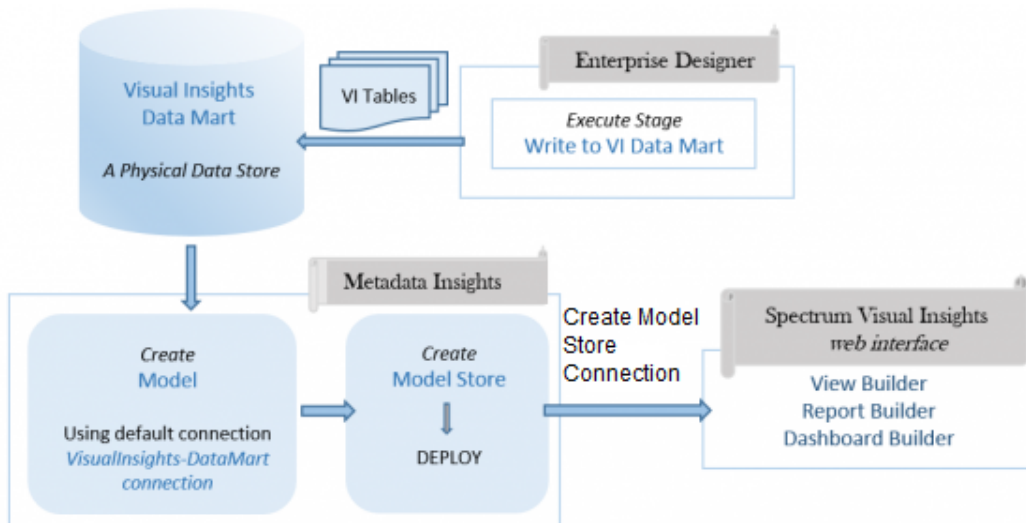 Visual Insights
Data Mart
A Physical Data Store
VI Tables
Enterprise Designer
Execute Stage
Write to VI Data Mart
Metadata Insights
Create
Model
Using default connection
VisualInsights-DataMart
connection
Create
Model Store
DEPLOY
Create Model
Store
Connection
Spectrum Visual Insights
web interface
View Builder
Report Builder
Dashboard Builder